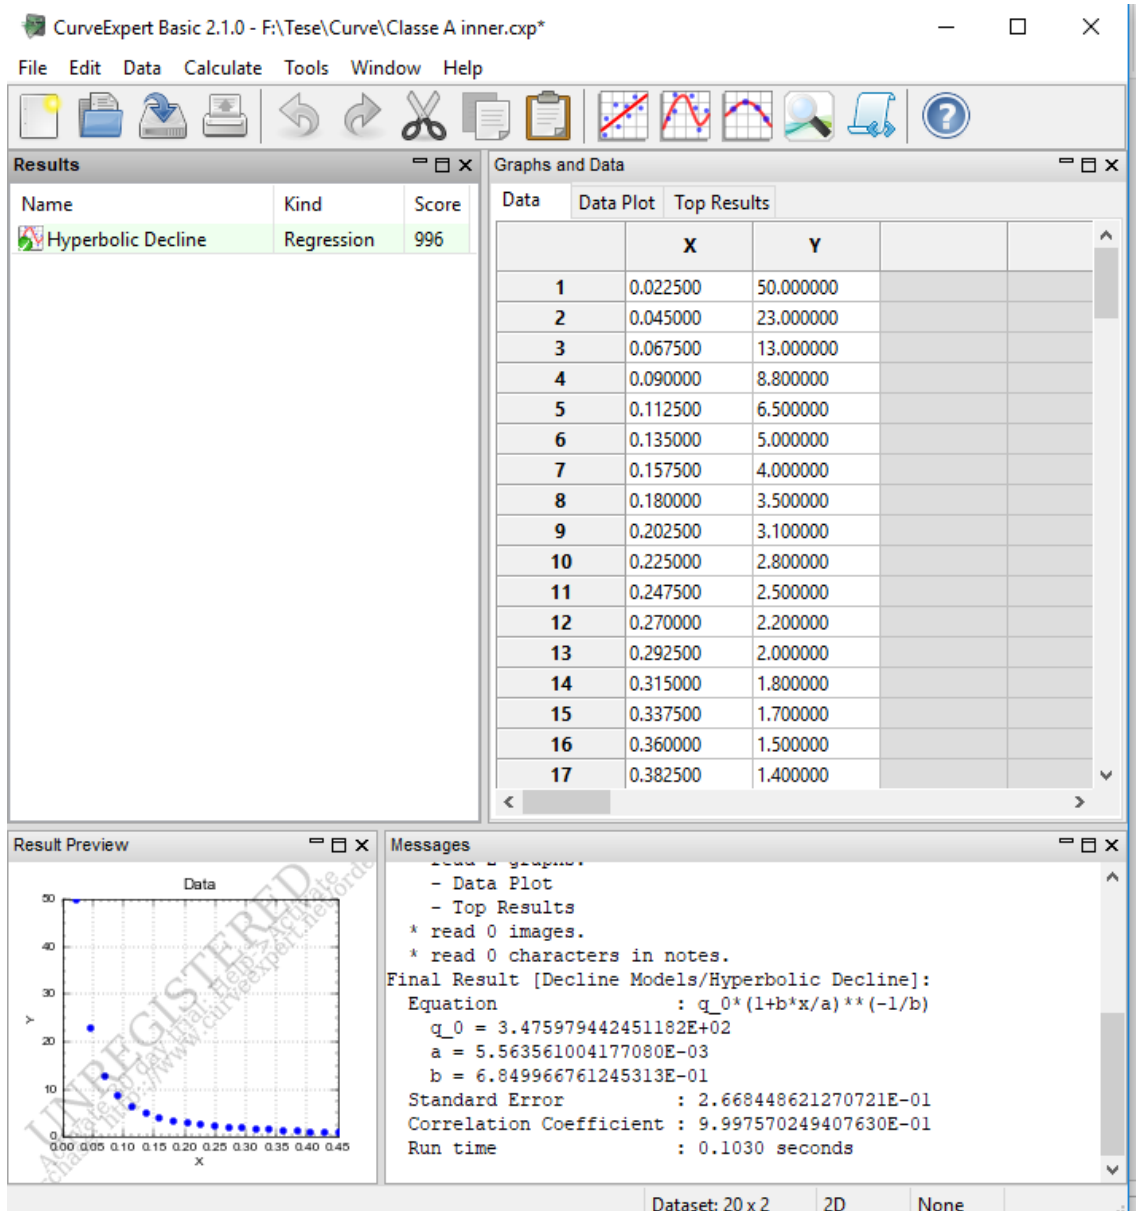 CurveExpert Basic 2.1.0 - F:\Tese\Curve\Classe A inner.cxp*
File Edit Data Calculate Tools Window Help
Results
Name Kind Score
Hyperbolic Decline Regression 996
Graphs and Data
Data Data Plot Top Results
X Y
1 0.022500 50.000000
2 0.045000 23.000000
3 0.067500 13.000000
4 0.090000 8.800000
5 0.112500 6.500000
6 0.135000 5.000000
7 0.157500 4.000000
8 0.180000 3.500000
9 0.202500 3.100000
10 0.225000 2.800000
11 0.247500 2.500000
12 0.270000 2.200000
13 0.292500 2.000000
14 0.315000 1.800000
15 0.337500 1.700000
16 0.360000 1.500000
17 0.382500 1.400000
Result Preview
Data
50
40
30
20
10
0
Y
0.00 0.05 0.10 0.15 0.20 0.25 0.30 0.35 0.40 0.45
X
UNREGISTERED
Messages
read 2 graphs.
- Data Plot
- Top Results
* read 0 images.
* read 0 characters in notes.
Final Result [Decline Models/Hyperbolic Decline]:
Equation : q_0*(1+b*x/a)**(-1/b)
q_0 = 3.475979442451182E+02
a = 5.563561004177080E-03
b = 6.849966761245313E-01
Standard Error : 2.668448621270721E-01
Correlation Coefficient : 9.997570249407630E-01
Run time : 0.1030 seconds
Dataset: 20 x 2 2D None